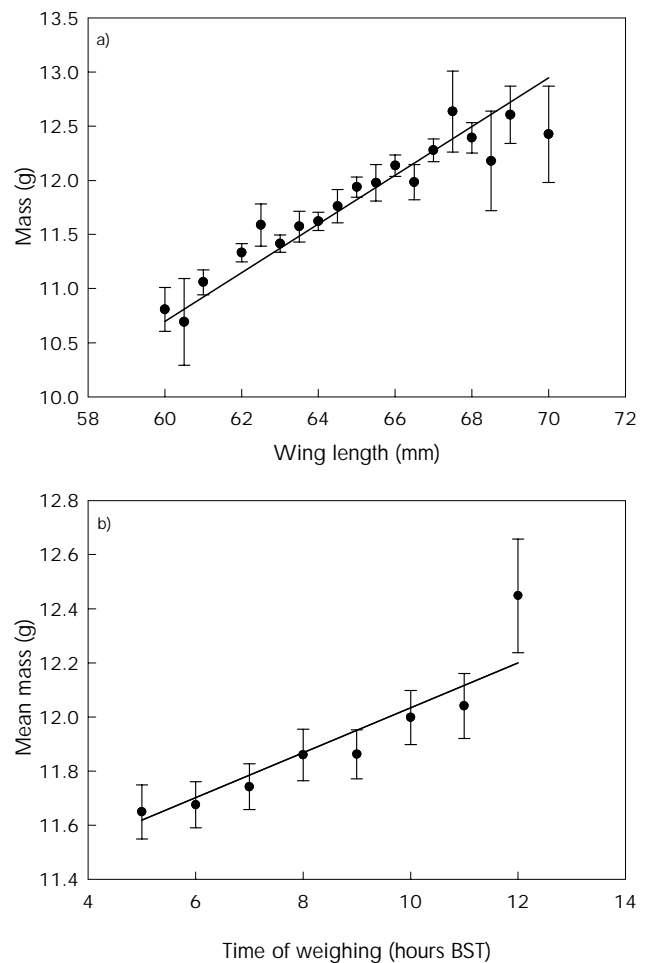 a)
13.5
13.0
12.5
12.0
11.5
11.0
10.5
10.0
Mass (g)
58 60 62 64 66 68 70 72
Wing length (mm)
b)
12.8
12.6
12.4
12.2
12.0
11.8
11.6
11.4
Mean mass (g)
4 6 8 10 12 14
Time of weighing (hours BST)